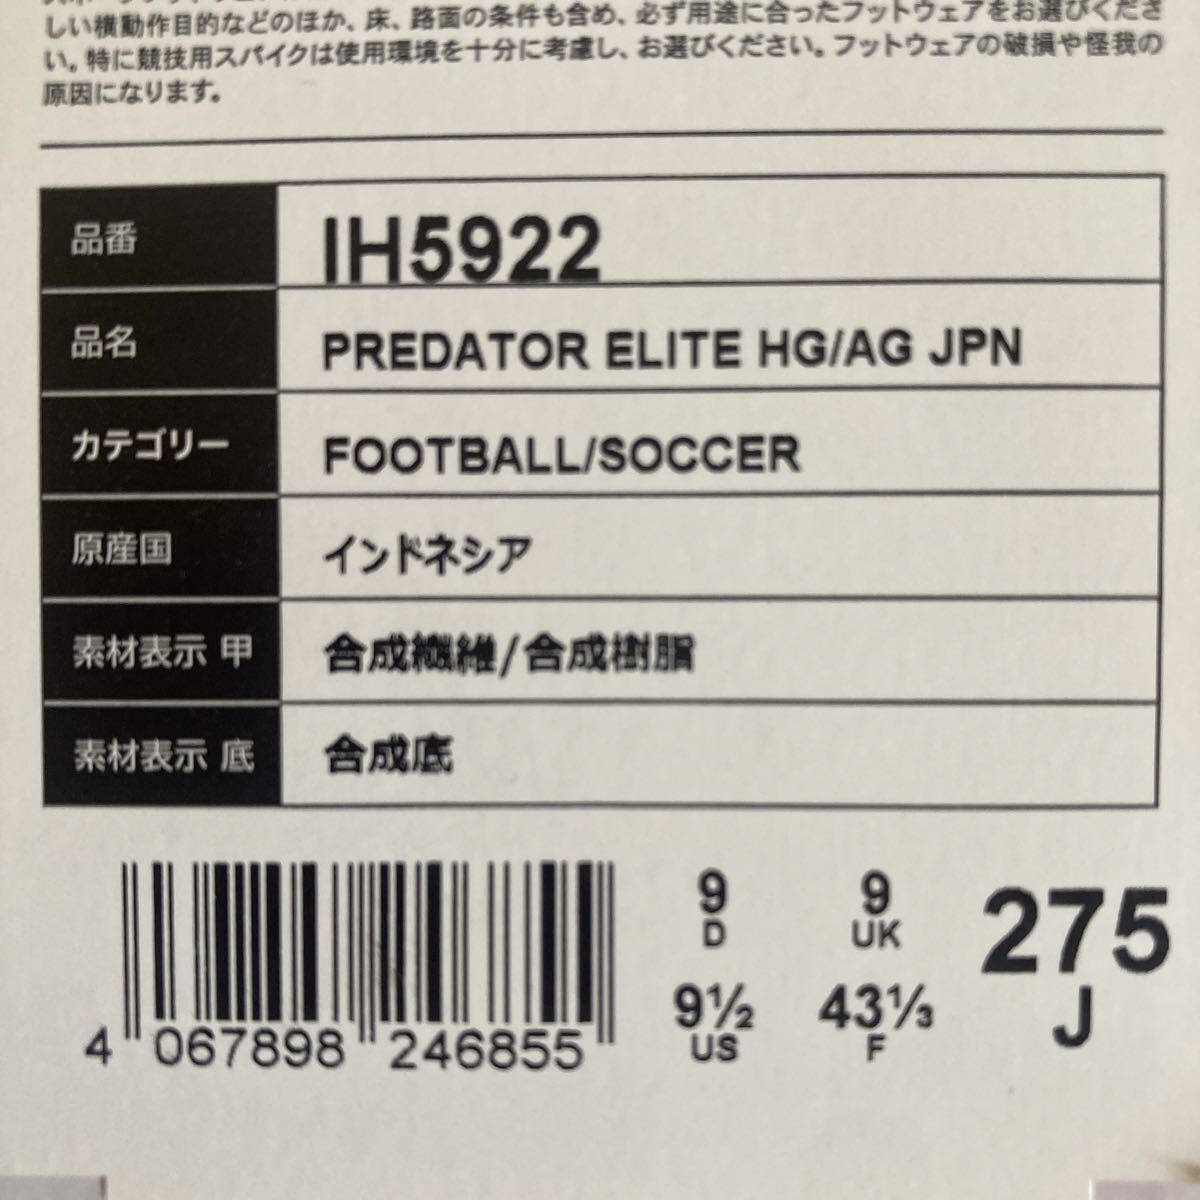 しい横動作目的などのほか、床、路面の条件も含め、必ず用途に合ったフットウェアをお選びくださ
い。特に競技用スパイクは使用環境を十分に考慮し、お選びください。フットウェアの破損や怪我の
原因になります。
品番 IH5922
品名 PREDATOR ELITE HG/AG JPN
カテゴリー FOOTBALL/SOCCER
原産国 インドネシア
素材表示 甲 合成繊維/合成樹脂
素材表示 底 合成底
4 067898 246855
9 D
9 UK
9½ US
43⅓ F
275 J